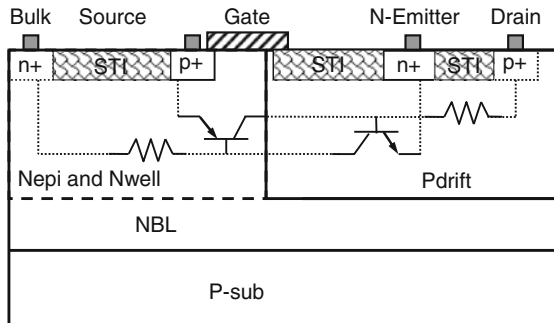 Bulk Source Gate N-Emitter Drain
n+ STI p+ STI n+ STI p+
Nepi and Nwell Pdrift
NBL
P-sub